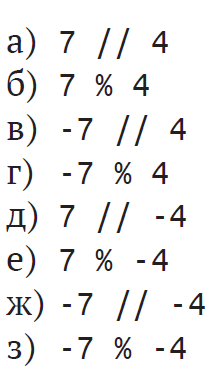 а) 7 // 4
б) 7 % 4
в) -7 // 4
г) -7 % 4
д) 7 // -4
е) 7 % -4
ж) -7 // -4
з) -7 % -4